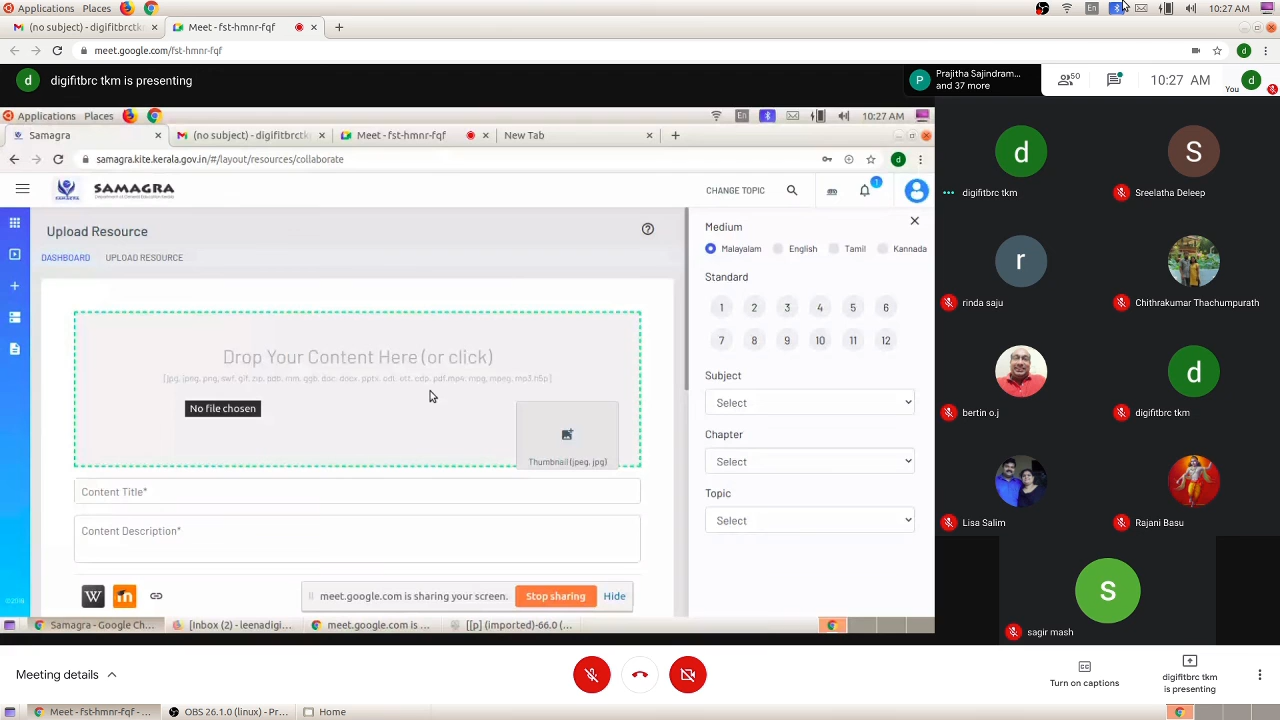 Applications Places En 10:27 AM
(no subject) - digifitbrctk Meet - fst-hmnr-fqf
meet.google.com/fst-hmnr-fqf d
d digifitbrc tkm is presenting
P Prajitha Sajindram...
and 37 more
50
10:27 AM
You d
Applications Places En 10:27 AM
Samagra (no subject) - digifitbrctk Meet - fst-hmnr-fqf New Tab
samagra.kite.kerala.gov.in/#/layout/resources/collaborate d
SAMAGRA
CHANGE TOPIC 1
Upload Resource
DASHBOARD UPLOAD RESOURCE
Drop Your Content Here (or click)
No file chosen
Thumbnail (jpeg, jpg)
Content Title*
Content Description*
W
meet.google.com is sharing your screen. Stop sharing Hide
Medium
Malayalam English Tamil Kannada
Standard
1 2 3 4 5 6
7 8 9 10 11 12
Subject
Select
Chapter
Select
Topic
Select
Samagra - Google Ch... [Inbox (2) - leenadigi... meet.google.com is ... [[p] (imported)-66.0 (...
d S
digifitbrc tkm Sreelatha Deleep
r
rinda saju Chithrakumar Thachumpurath
d
bertin o.j digifitbrc tkm
Lisa Salim Rajani Basu
S
sagir mash
Meeting details
Turn on captions
digifitbrc tkm
is presenting
Meet - fst-hmnr-fqf - ... OBS 26.1.0 (linux) - Pr... Home